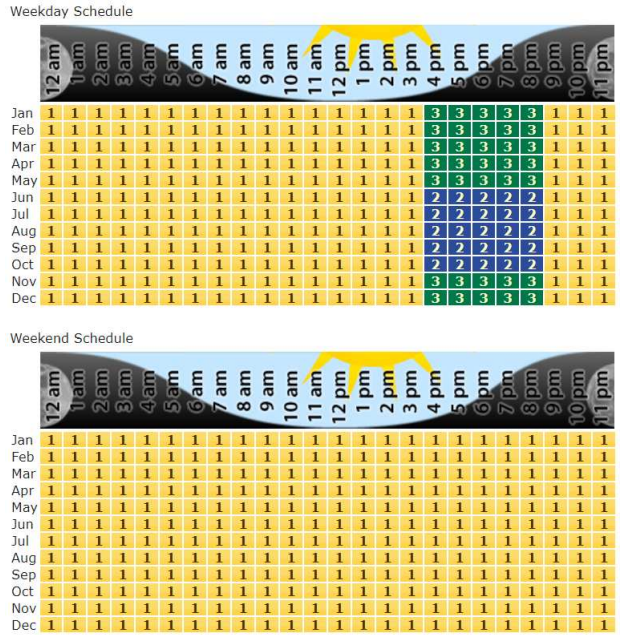 Weekday Schedule
12 am 1 am 2 am 3 am 4 am 5 am 6 am 7 am 8 am 9 am 10 am 11 am 12 pm 1 pm 2 pm 3 pm 4 pm 5 pm 6 pm 7 pm 8 pm 9 pm 10 pm 11 pm
Jan 1 1 1 1 1 1 1 1 1 1 1 1 1 1 1 1 3 3 3 3 3 1 1 1
Feb 1 1 1 1 1 1 1 1 1 1 1 1 1 1 1 1 3 3 3 3 3 1 1 1
Mar 1 1 1 1 1 1 1 1 1 1 1 1 1 1 1 1 3 3 3 3 3 1 1 1
Apr 1 1 1 1 1 1 1 1 1 1 1 1 1 1 1 1 3 3 3 3 3 1 1 1
May 1 1 1 1 1 1 1 1 1 1 1 1 1 1 1 1 3 3 3 3 3 1 1 1
Jun 1 1 1 1 1 1 1 1 1 1 1 1 1 1 1 1 2 2 2 2 2 1 1 1
Jul 1 1 1 1 1 1 1 1 1 1 1 1 1 1 1 1 2 2 2 2 2 1 1 1
Aug 1 1 1 1 1 1 1 1 1 1 1 1 1 1 1 1 2 2 2 2 2 1 1 1
Sep 1 1 1 1 1 1 1 1 1 1 1 1 1 1 1 1 2 2 2 2 2 1 1 1
Oct 1 1 1 1 1 1 1 1 1 1 1 1 1 1 1 1 2 2 2 2 2 1 1 1
Nov 1 1 1 1 1 1 1 1 1 1 1 1 1 1 1 1 3 3 3 3 3 1 1 1
Dec 1 1 1 1 1 1 1 1 1 1 1 1 1 1 1 1 3 3 3 3 3 1 1 1
Weekend Schedule
12 am 1 am 2 am 3 am 4 am 5 am 6 am 7 am 8 am 9 am 10 am 11 am 12 pm 1 pm 2 pm 3 pm 4 pm 5 pm 6 pm 7 pm 8 pm 9 pm 10 pm 11 pm
Jan 1 1 1 1 1 1 1 1 1 1 1 1 1 1 1 1 1 1 1 1 1 1 1 1
Feb 1 1 1 1 1 1 1 1 1 1 1 1 1 1 1 1 1 1 1 1 1 1 1 1
Mar 1 1 1 1 1 1 1 1 1 1 1 1 1 1 1 1 1 1 1 1 1 1 1 1
Apr 1 1 1 1 1 1 1 1 1 1 1 1 1 1 1 1 1 1 1 1 1 1 1 1
May 1 1 1 1 1 1 1 1 1 1 1 1 1 1 1 1 1 1 1 1 1 1 1 1
Jun 1 1 1 1 1 1 1 1 1 1 1 1 1 1 1 1 1 1 1 1 1 1 1 1
Jul 1 1 1 1 1 1 1 1 1 1 1 1 1 1 1 1 1 1 1 1 1 1 1 1
Aug 1 1 1 1 1 1 1 1 1 1 1 1 1 1 1 1 1 1 1 1 1 1 1 1
Sep 1 1 1 1 1 1 1 1 1 1 1 1 1 1 1 1 1 1 1 1 1 1 1 1
Oct 1 1 1 1 1 1 1 1 1 1 1 1 1 1 1 1 1 1 1 1 1 1 1 1
Nov 1 1 1 1 1 1 1 1 1 1 1 1 1 1 1 1 1 1 1 1 1 1 1 1
Dec 1 1 1 1 1 1 1 1 1 1 1 1 1 1 1 1 1 1 1 1 1 1 1 1